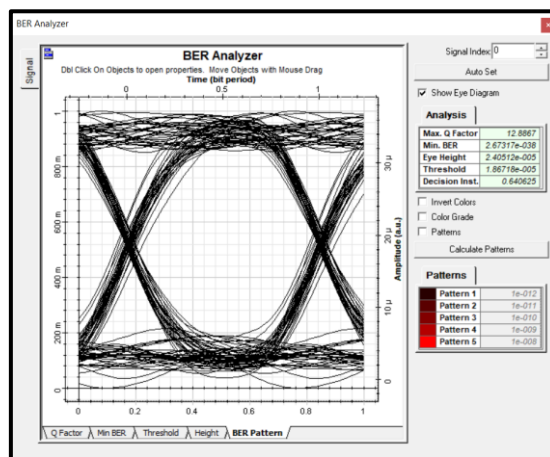 BER Analyzer
×
Signal
BER Analyzer
Dbl Click On Objects to open properties. Move Objects with Mouse Drag
Time (bit period)
0 0.5 1
0 200 m 400 m 600 m 800 m 1
0 10 µ 20 µ 30 µ
Amplitude (a.u.)
0 0.2 0.4 0.6 0.8 1
Q Factor Min BER Threshold Height BER Pattern
Signal Index: 0
Auto Set
Show Eye Diagram
Analysis
Max. Q Factor 12.8867
Min. BER 2.67317e-038
Eye Height 2.40512e-005
Threshold 1.86718e-005
Decision Inst. 0.640625
Invert Colors
Color Grade
Patterns
Calculate Patterns
Patterns
Pattern 1 1e-012
Pattern 2 1e-011
Pattern 3 1e-010
Pattern 4 1e-009
Pattern 5 1e-008